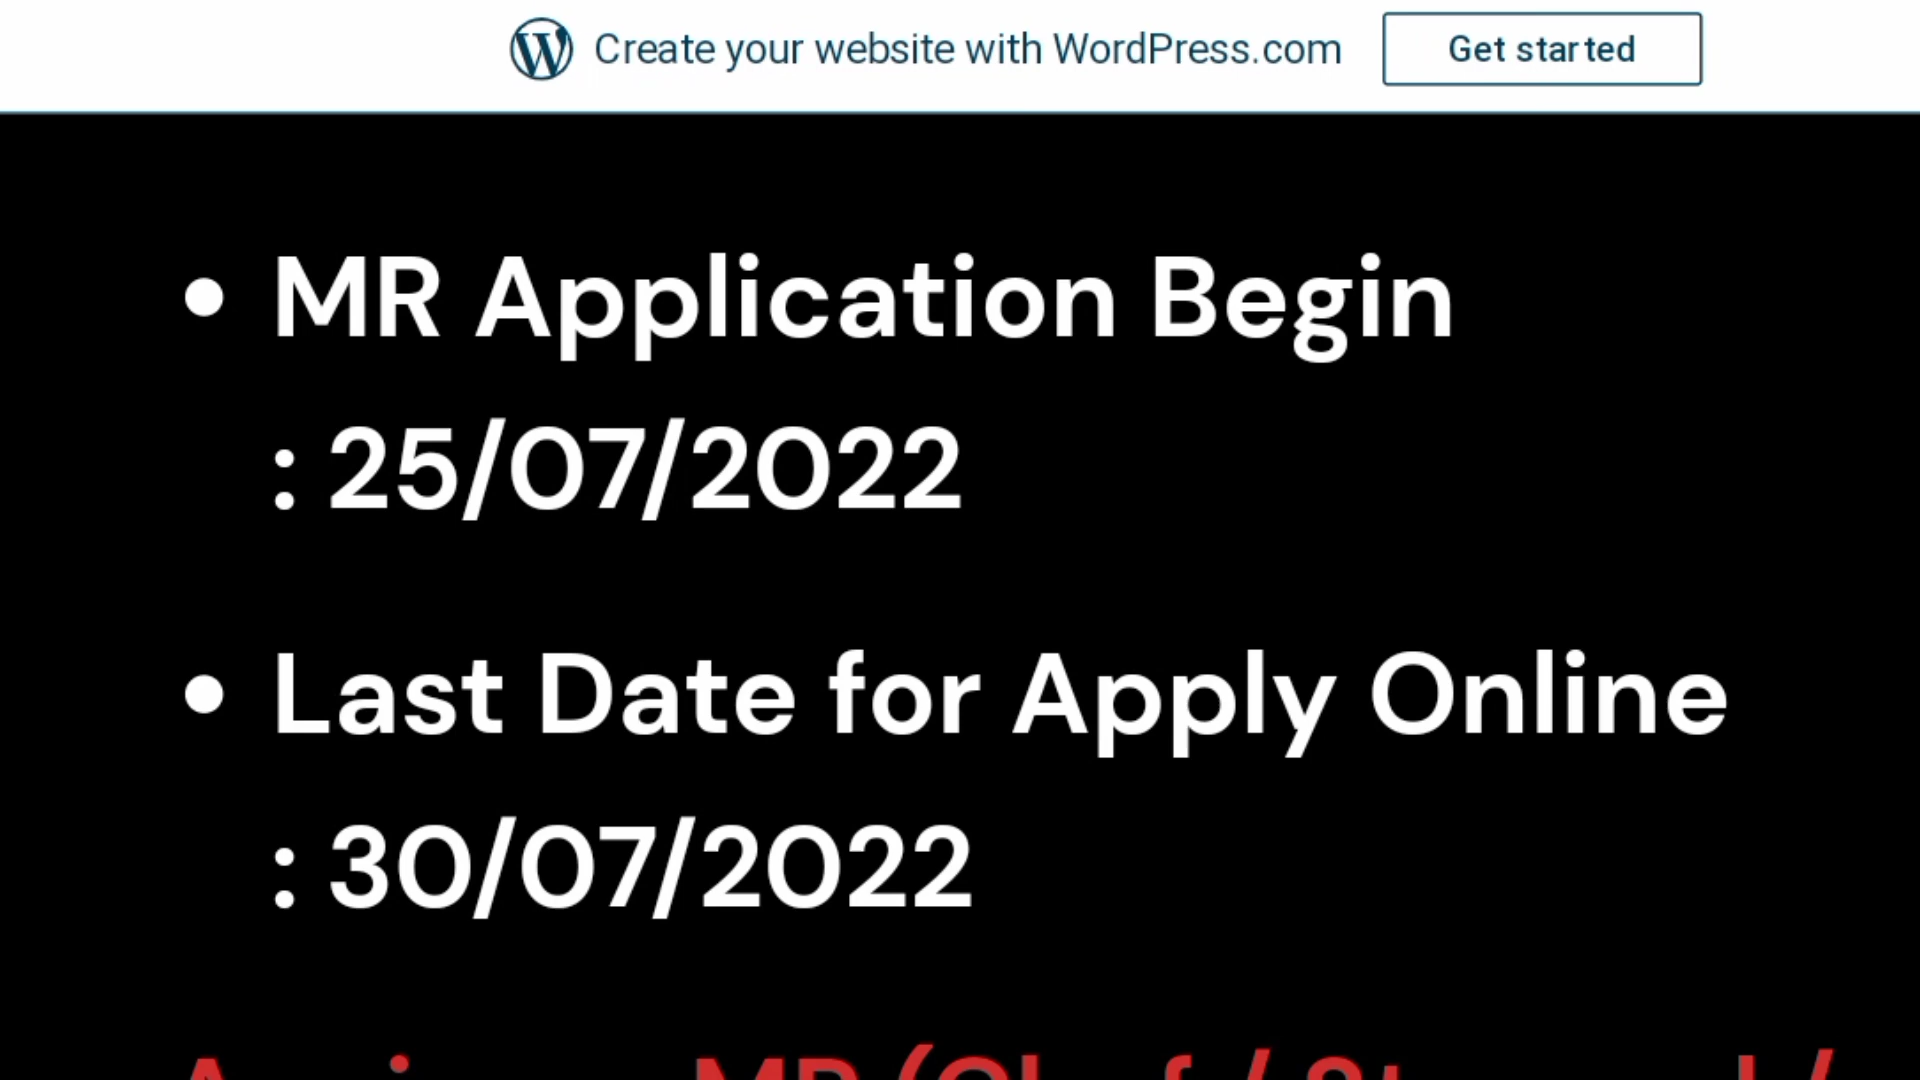 Create your website with WordPress.com Get started
• MR Application Begin
: 25/07/2022
• Last Date for Apply Online
: 30/07/2022